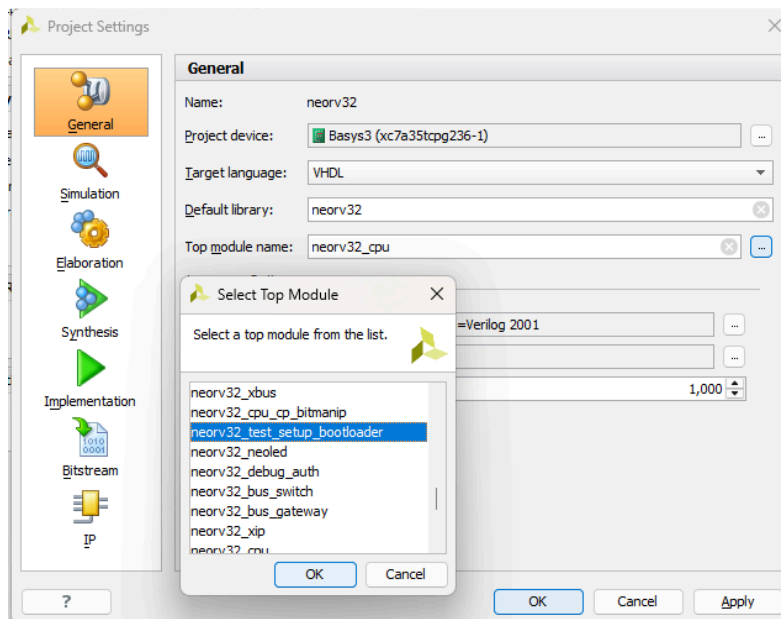 Project Settings
General
Simulation
Elaboration
Synthesis
Implementation
Bitstream
IP
General
Name: neorv32
Project device: Basys3 (xc7a35tcpg236-1) ...
Target language: VHDL
Default library: neorv32
Top module name: neorv32_cpu ...
=Verilog 2001 ...
...
1,000
Select Top Module
Select a top module from the list.
neorv32_xbus
neorv32_cpu_cp_bitmanip
neorv32_test_setup_bootloader
neorv32_neoled
neorv32_debug_auth
neorv32_bus_switch
neorv32_bus_gateway
neorv32_xip
neorv32_cpu
OK Cancel
? OK Cancel Apply